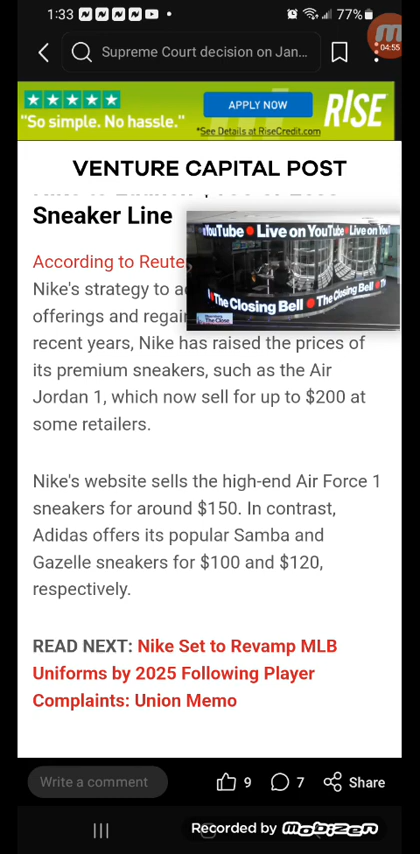 1:33
77%
Supreme Court decision on Jan...
04:55
APPLY NOW
RISE
"So simple. No hassle."
*See Details at RiseCredit.com
VENTURE CAPITAL POST
Sneaker Line
YouTube • Live on YouTube • Live on You
The Closing Bell • The Closing Bell • Th
The Close
According to Reute
Nike's strategy to a
offerings and regai
recent years, Nike has raised the prices of
its premium sneakers, such as the Air
Jordan 1, which now sell for up to $200 at
some retailers.
Nike's website sells the high-end Air Force 1
sneakers for around $150. In contrast,
Adidas offers its popular Samba and
Gazelle sneakers for $100 and $120,
respectively.
READ NEXT: Nike Set to Revamp MLB
Uniforms by 2025 Following Player
Complaints: Union Memo
Write a comment
9
7
Share
Recorded by mobizen